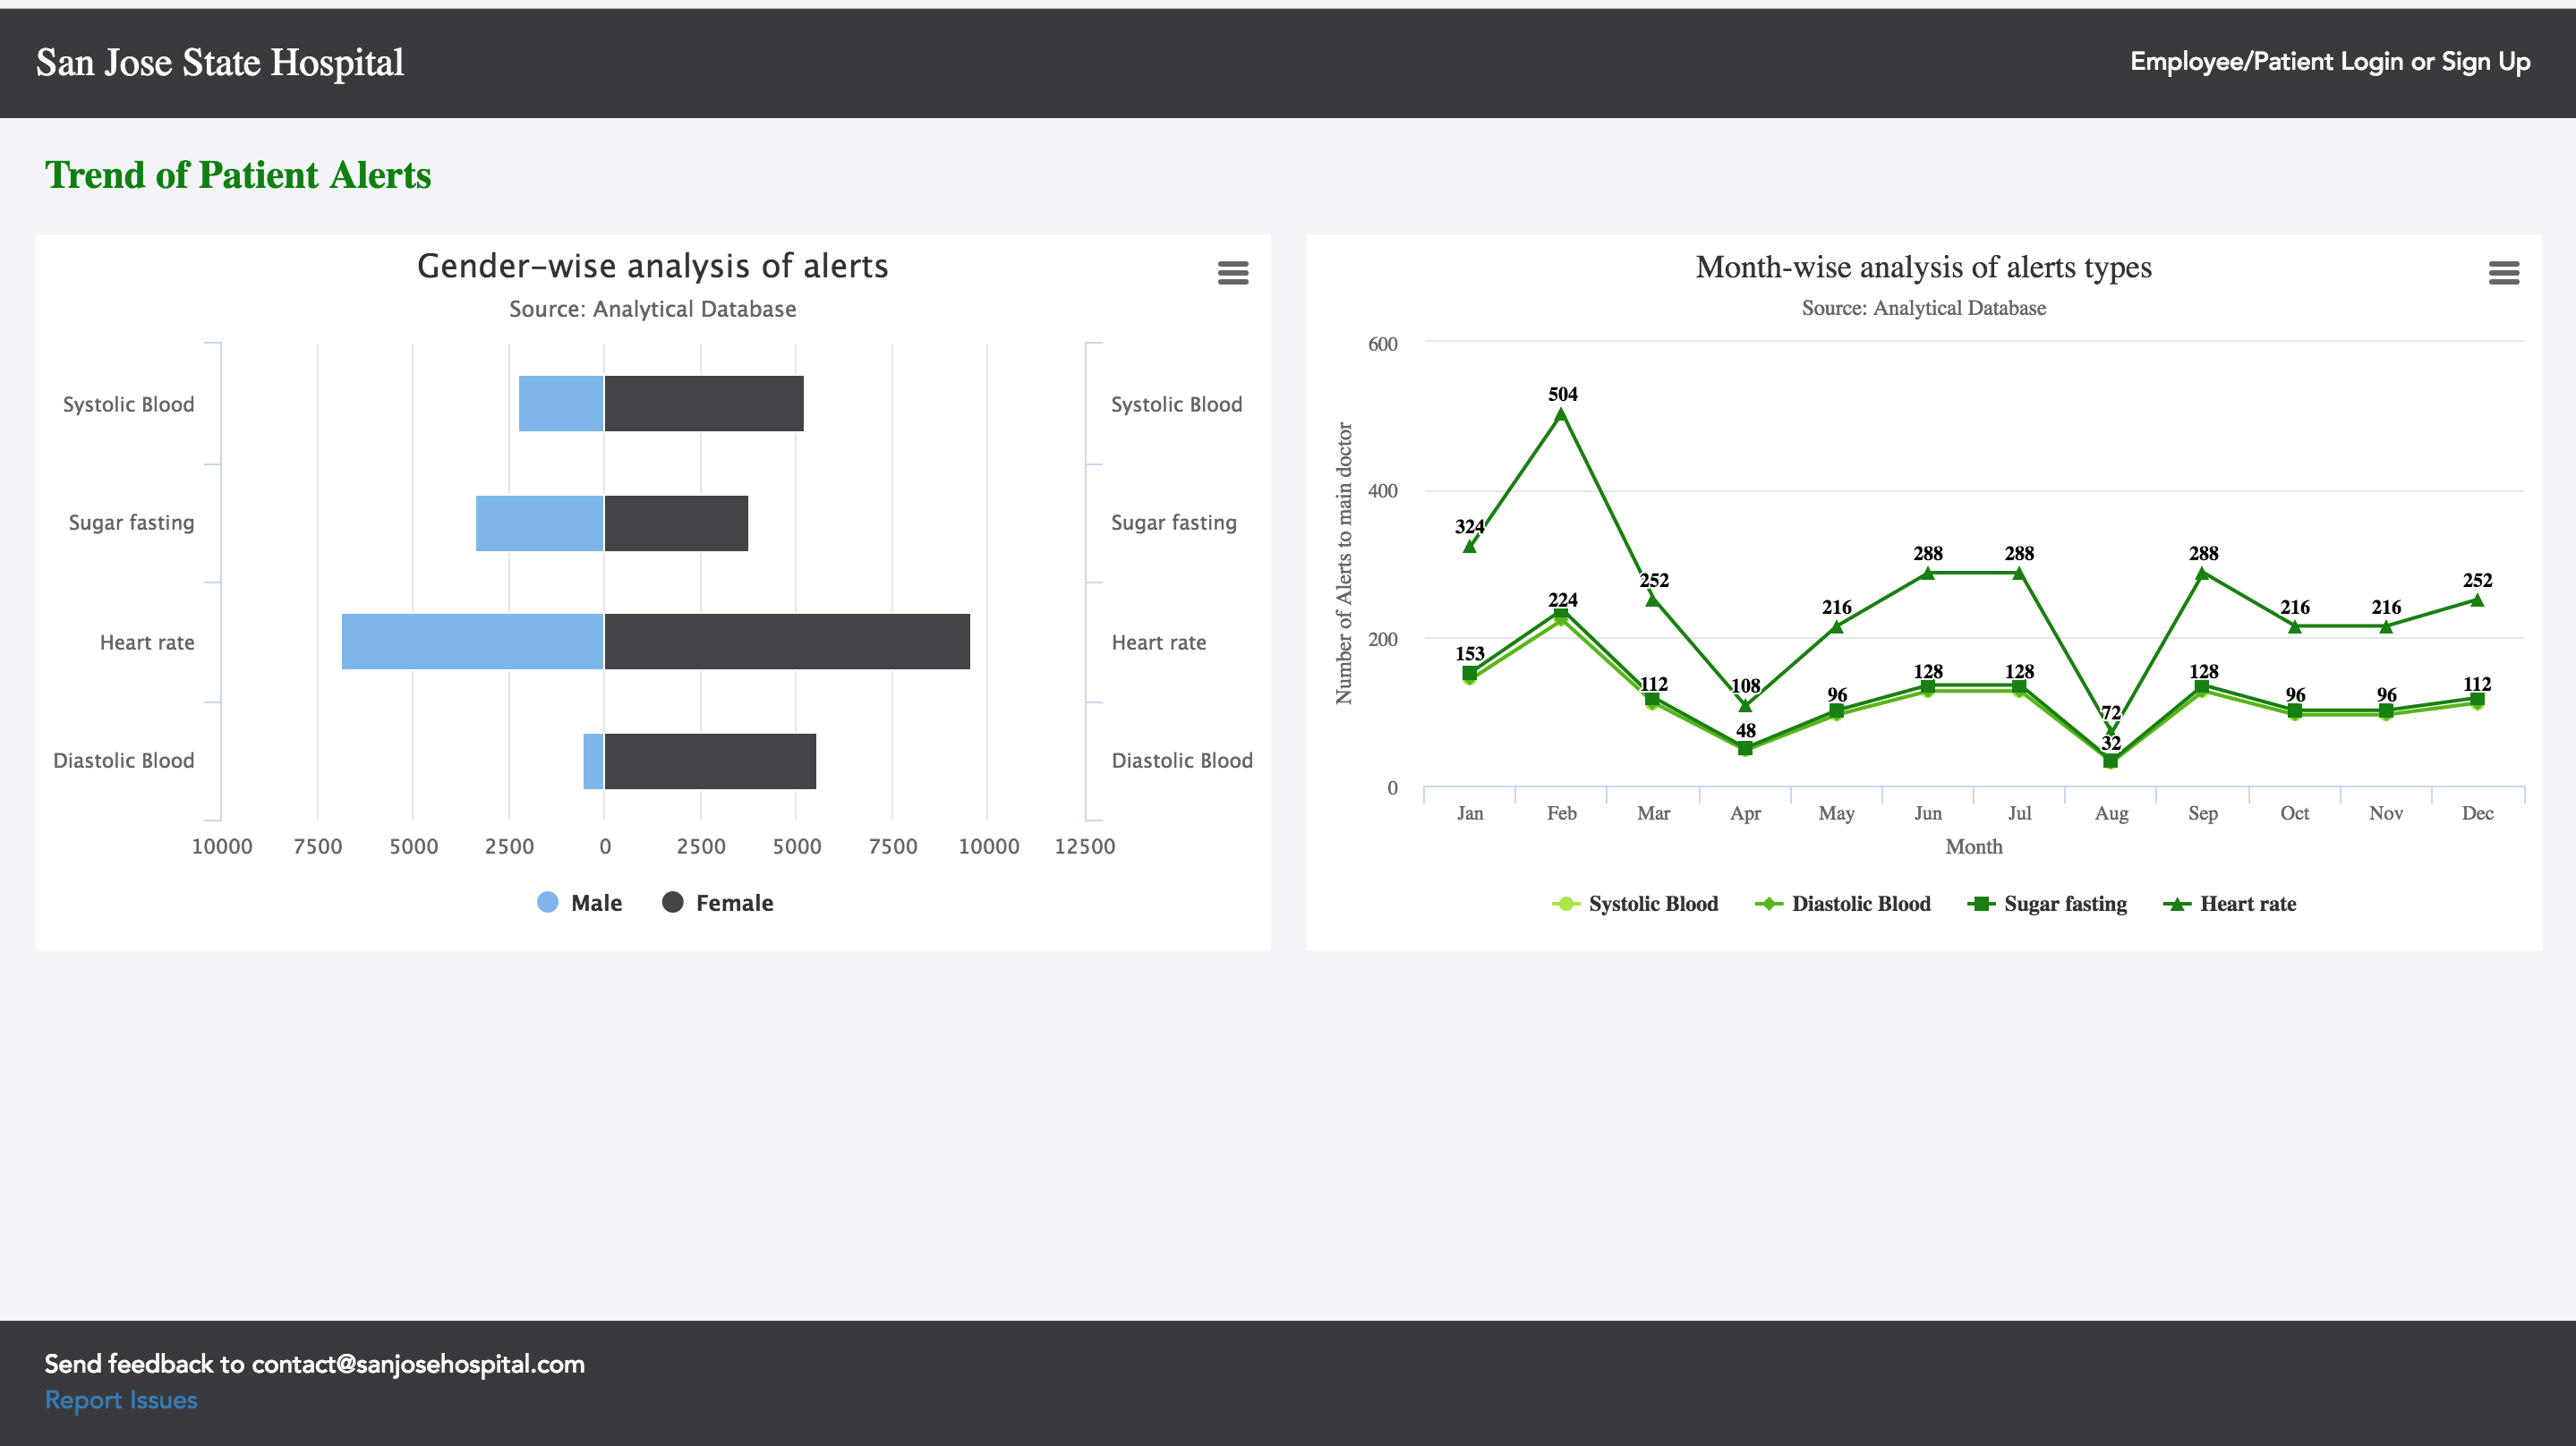 San Jose State Hospital
Employee/Patient Login or Sign Up
Trend of Patient Alerts
Gender-wise analysis of alerts
Source: Analytical Database
Systolic Blood
Sugar fasting
Heart rate
Diastolic Blood
Systolic Blood
Sugar fasting
Heart rate
Diastolic Blood
10000 7500 5000 2500 0 2500 5000 7500 10000 12500
Male Female
Month-wise analysis of alerts types
Source: Analytical Database
Number of Alerts to main doctor
600
400
200
0
324 504 252 108 216 288 288 72 288 216 216 252
153 224 112 48 96 128 128 32 128 96 96 112
Jan Feb Mar Apr May Jun Jul Aug Sep Oct Nov Dec
Month
Systolic Blood Diastolic Blood Sugar fasting Heart rate
Send feedback to contact@sanjosehospital.com
Report Issues